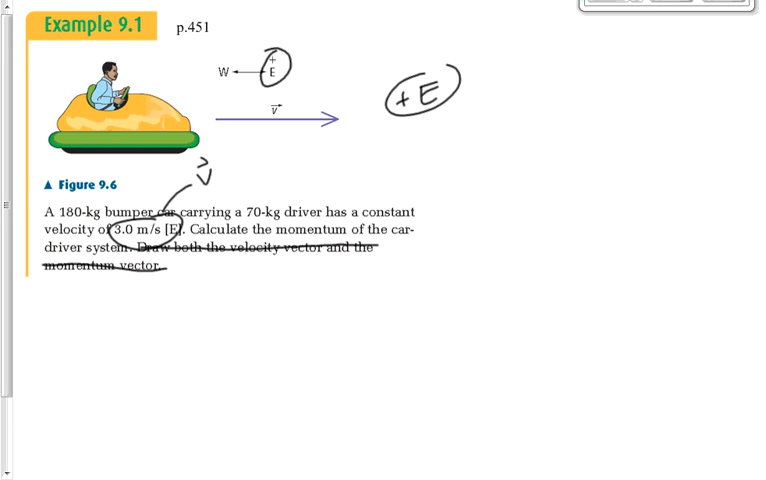 Example 9.1 p.451
+
W E
+E
v
▲ Figure 9.6
v
A 180-kg bumper car carrying a 70-kg driver has a constant
velocity of 3.0 m/s [E]. Calculate the momentum of the car-
driver system. Draw both the velocity vector and the
momentum vector.